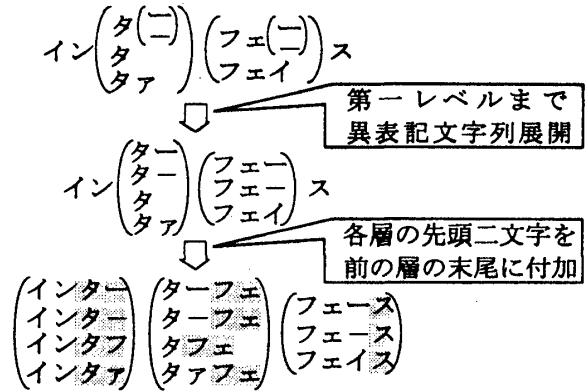 イン(タ(ー/−)/タ/タァ)(フェ(ー/−)/フェイ)ス
第一レベルまで
異表記文字列展開
イン(ター/タ−/タ/タァ)(フェー/フェ−/フェイ)ス
各層の先頭二文字を
前の層の末尾に付加
インター ターフェ フェース
インタ− タ−フェ フェ−ス
インタフ タフェ フェイス
インタァ タァフェ